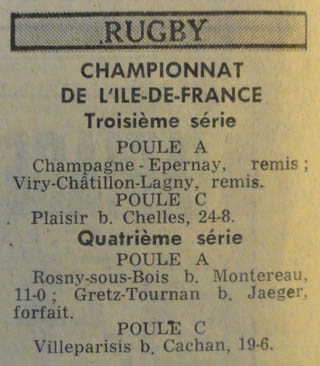 RUGBY
CHAMPIONNAT
DE L'ILE-DE-FRANCE
Troisième série
POULE A
Champagne - Epernay, remis ;
Viry-Châtillon-Lagny, remis.
POULE C
Plaisir b. Chelles, 24-8.
Quatrième série
POULE A
Rosny-sous-Bois b. Montereau,
11-0 ; Gretz-Tournan b. Jaeger,
forfait.
POULE C
Villeparisis b. Cachan, 19-6.